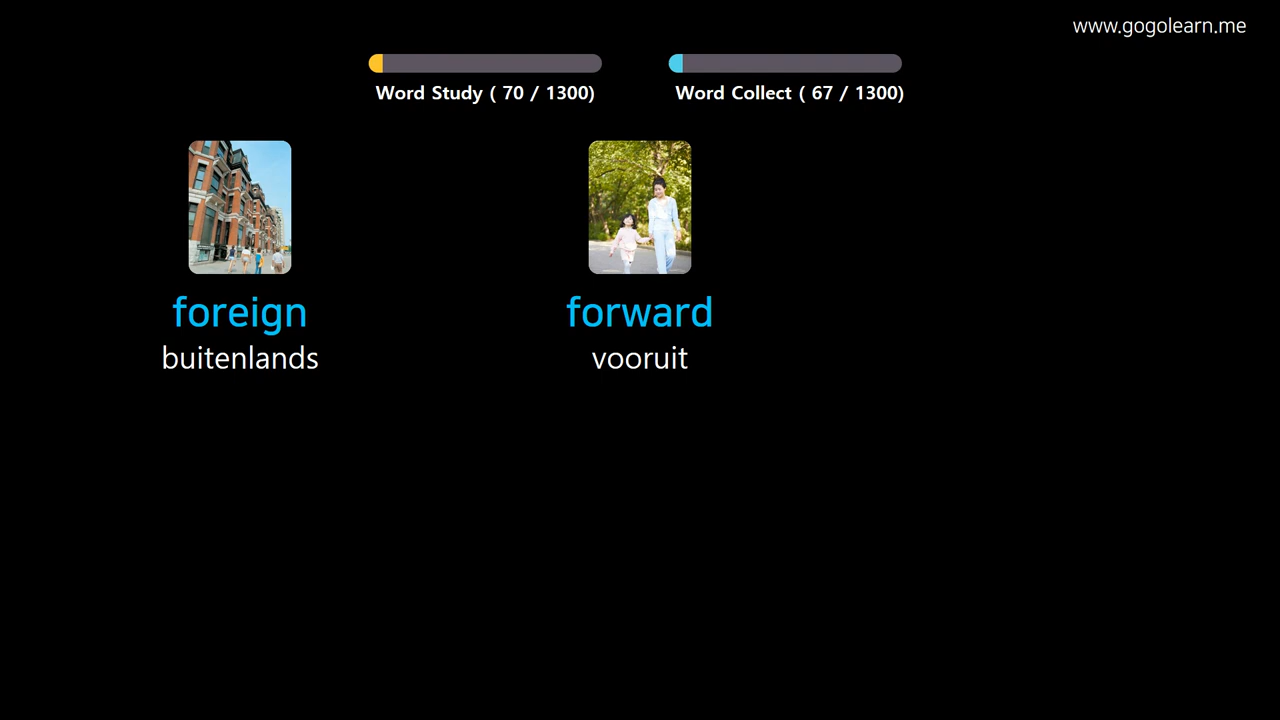 www.gogolearn.me
Word Study ( 70 / 1300)
Word Collect ( 67 / 1300)
foreign
buitenlands
forward
vooruit